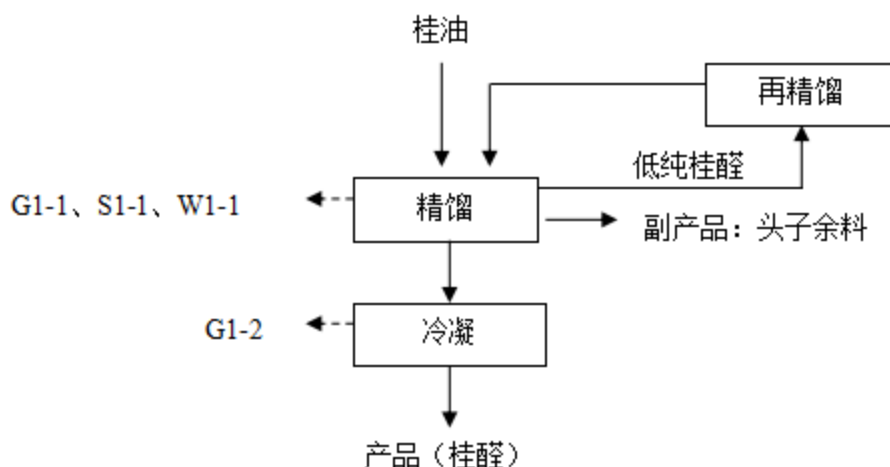 桂油
再精馏
低纯桂醛
G1-1、S1-1、W1-1
精馏
副产品：头子余料
G1-2
冷凝
产品（桂醛）